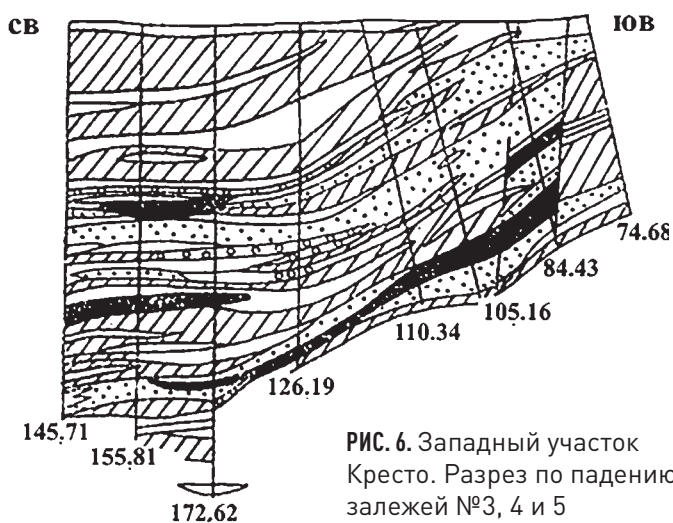 СВ ЮВ
74.68
84.43
105.16
110.34
126.19
145.71
155.81
172.62
РИС. 6. Западный участок
Кресто. Разрез по падению
залежей №3, 4 и 5